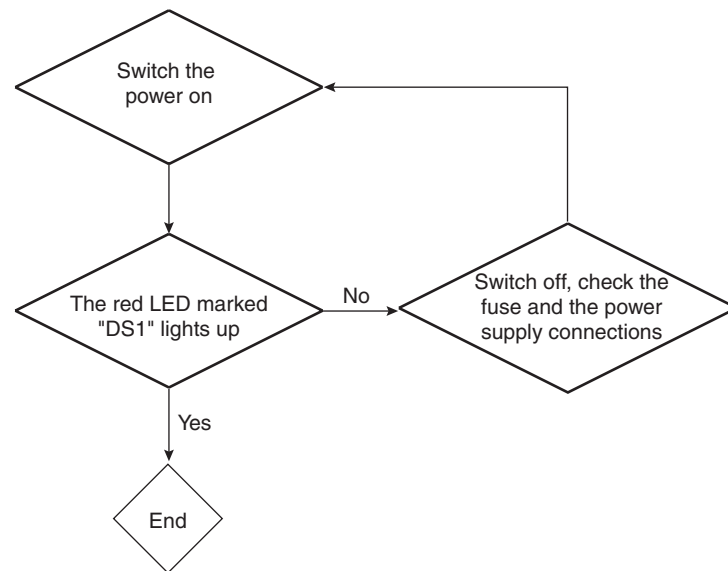 Switch the
power on
The red LED marked
"DS1" lights up
No
Switch off, check the
fuse and the power
supply connections
Yes
End